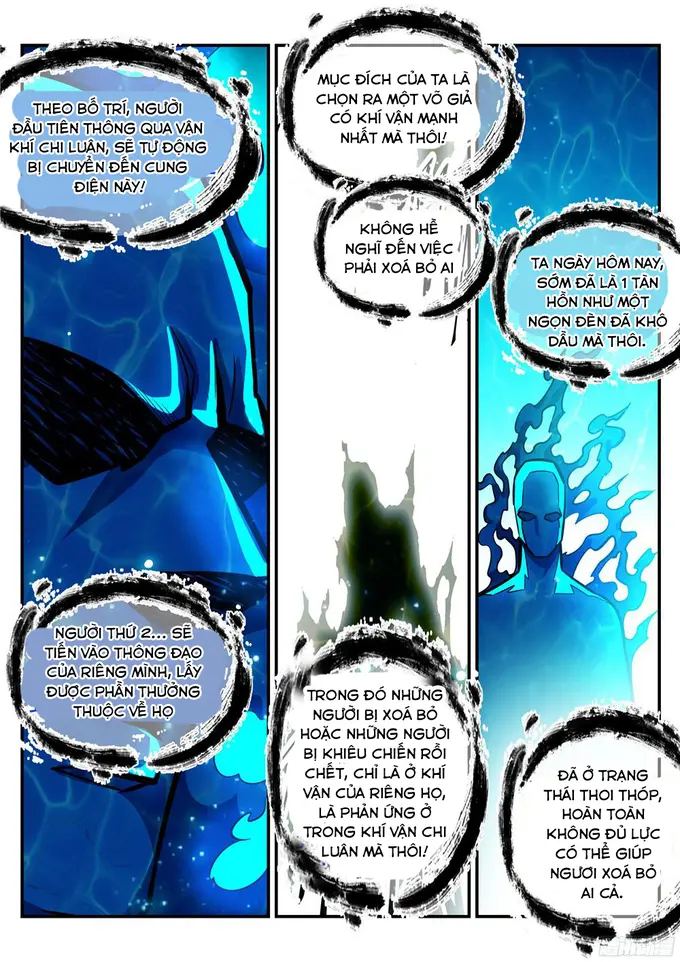 THEO BỐ TRÍ, NGƯỜI
ĐẦU TIÊN THÔNG QUA VẬN
KHÍ CHI LUÂN, SẼ TỰ ĐỘNG
BỊ CHUYỂN ĐẾN CUNG
ĐIỆN NÀY!
NGƯỜI THỨ 2... SẼ
TIẾN VÀO THÔNG ĐẠO
CỦA RIÊNG MÌNH, LẤY
ĐƯỢC PHẦN THƯỞNG
THUỘC VỀ HỌ
MỤC ĐÍCH CỦA TA LÀ
CHỌN RA MỘT VÕ GIẢ
CÓ KHÍ VẬN MẠNH
NHẤT MÀ THÔI!
KHÔNG HỀ
NGHĨ ĐẾN VIỆC
PHẢI XOÁ BỎ AI
TRONG ĐÓ NHỮNG
NGƯỜI BỊ XOÁ BỎ
HOẶC NHỮNG NGƯỜI
BỊ KHIÊU CHIẾN RỒI
CHẾT, CHỈ LÀ Ở KHÍ
VẬN CỦA RIÊNG HỌ,
LÀ PHẢN ỨNG Ở
TRONG KHÍ VẬN CHI
LUÂN MÀ THÔI!
TA NGÀY HÔM NAY,
SỚM ĐÃ LÀ 1 TÀN
HỒN NHƯ MỘT
NGỌN ĐÈN ĐÃ KHÔ
DẦU MÀ THÔI.
ĐÃ Ở TRẠNG
THÁI THOI THÓP,
HOÀN TOÀN
KHÔNG ĐỦ LỰC
CÓ THỂ GIÚP
NGƯƠI XOÁ BỎ
AI CẢ.